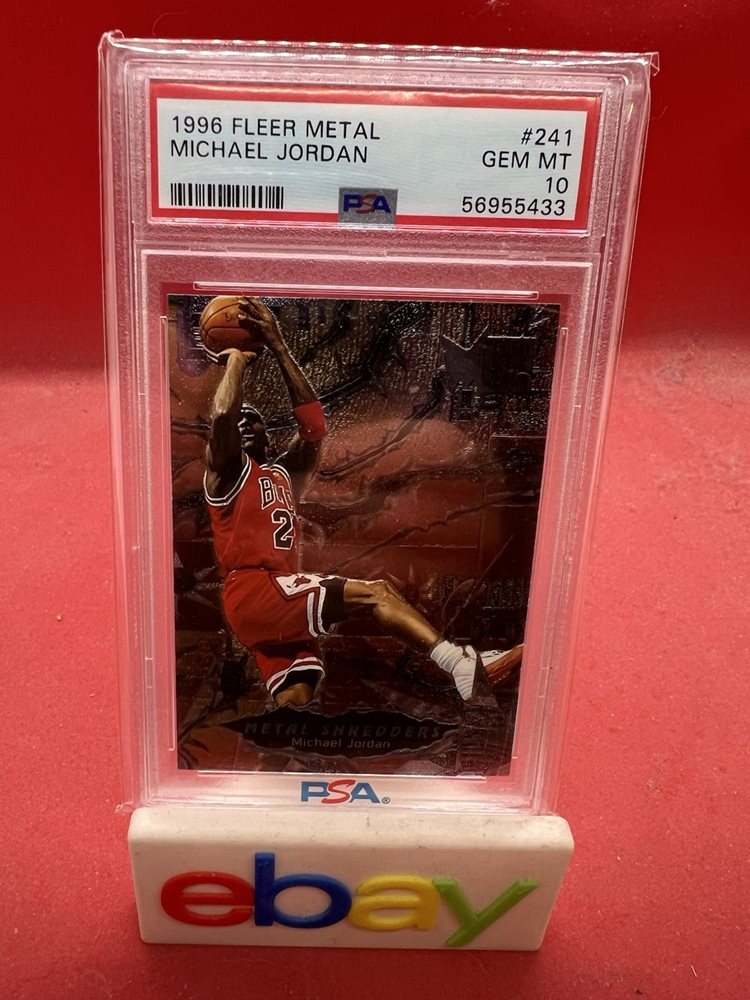 1996 FLEER METAL #241
MICHAEL JORDAN GEM MT
10
PSA 56955433
BULLS
2
METAL SHREDDERS
Michael Jordan
PSA®
ebay